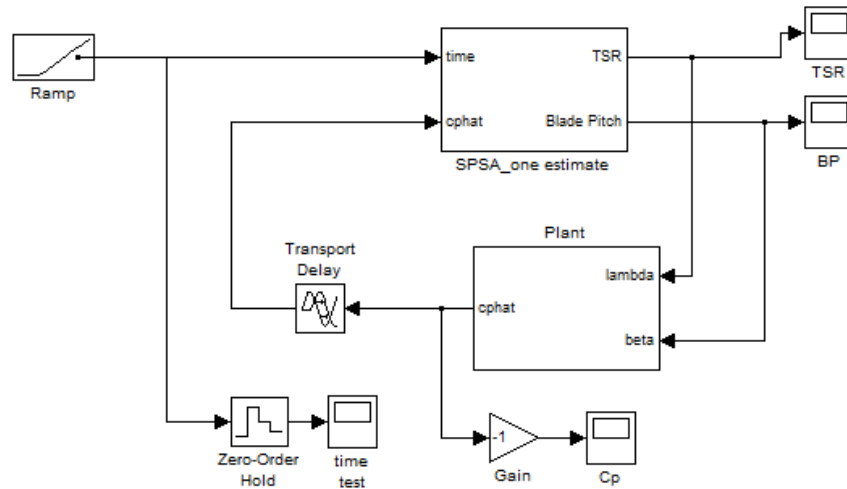 Ramp
time
cphat
TSR
Blade Pitch
SPSA_one estimate
TSR
BP
Transport
Delay
Plant
cphat
lambda
beta
Zero-Order
Hold
time
test
-1
Gain
Cp